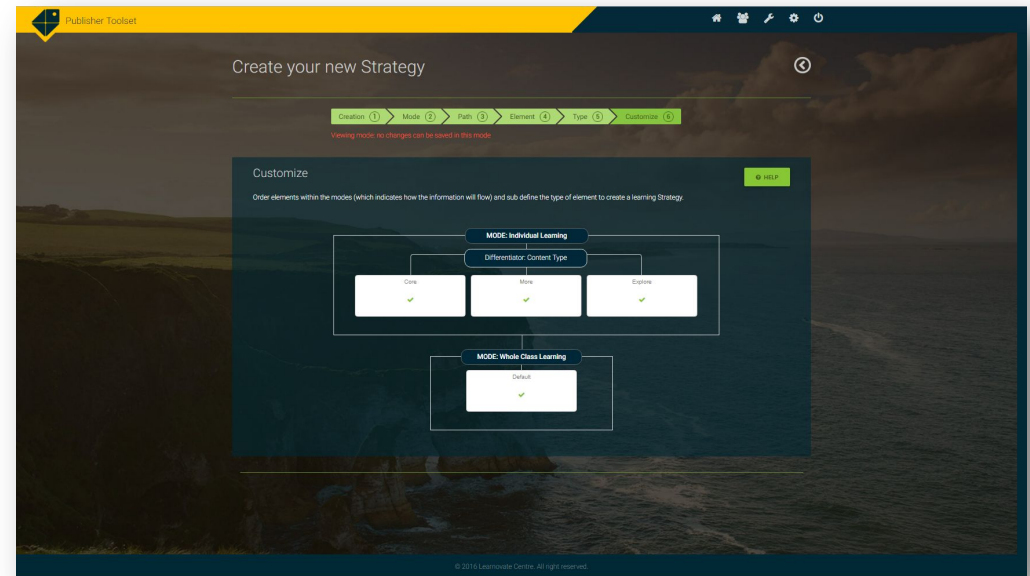 Publisher Toolset
Create your new Strategy
Creation 1 Mode 2 Path 3 Element 4 Type 5 Customize 6
Viewing mode: no changes can be saved in this mode
Customize
HELP
Order elements within the modes (which indicates how the information will flow) and sub define the type of element to create a learning Strategy.
MODE: Individual Learning
Differentiator: Content Type
Core More Explore
MODE: Whole Class Learning
Default
© 2016 Learnovate Centre. All right reserved.